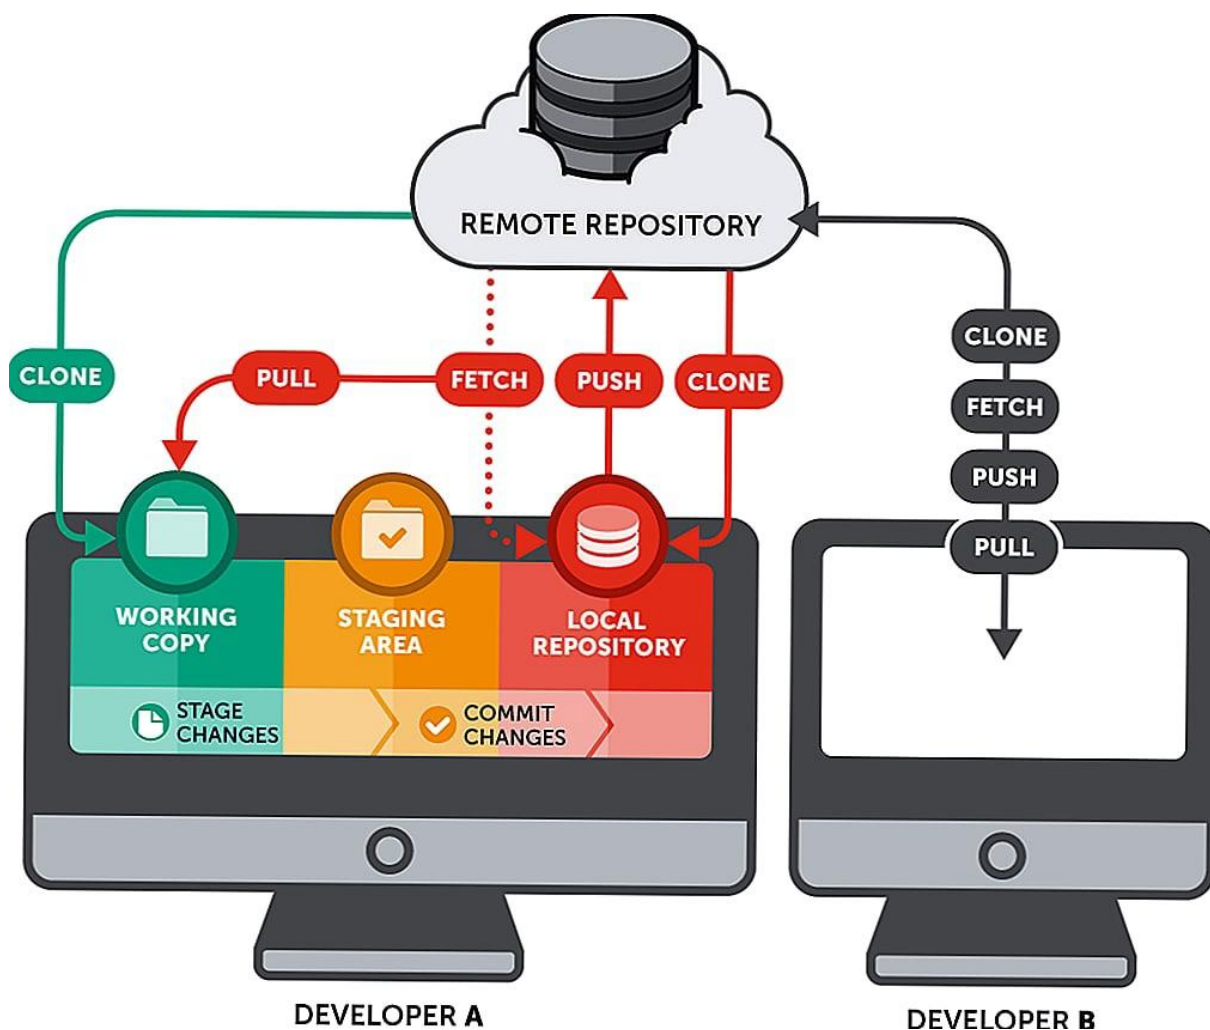 REMOTE REPOSITORY
CLONE
PULL
FETCH
PUSH
CLONE
CLONE
FETCH
PUSH
PULL
WORKING
COPY
STAGING
AREA
LOCAL
REPOSITORY
STAGE
CHANGES
COMMIT
CHANGES
DEVELOPER A
DEVELOPER B